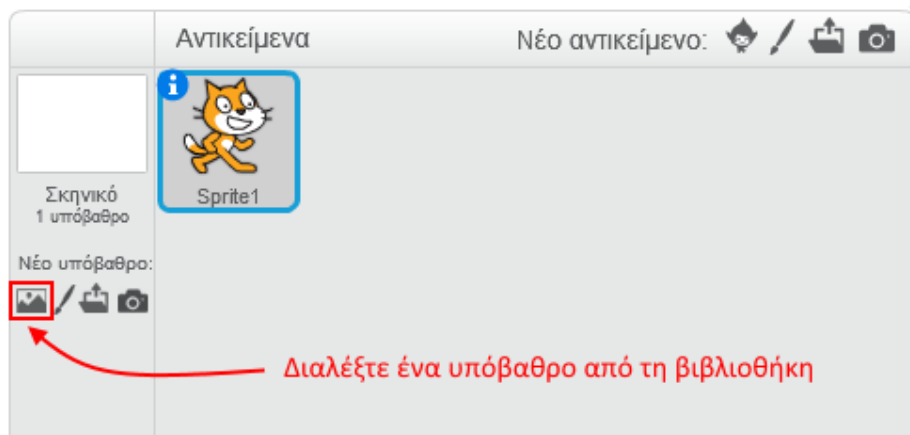 Αντικείμενα
Νέο αντικείμενο:
Sprite1
Σκηνικό
1 υπόβαθρο
Νέο υπόβαθρο:
Διαλέξτε ένα υπόβαθρο από τη βιβλιοθήκη